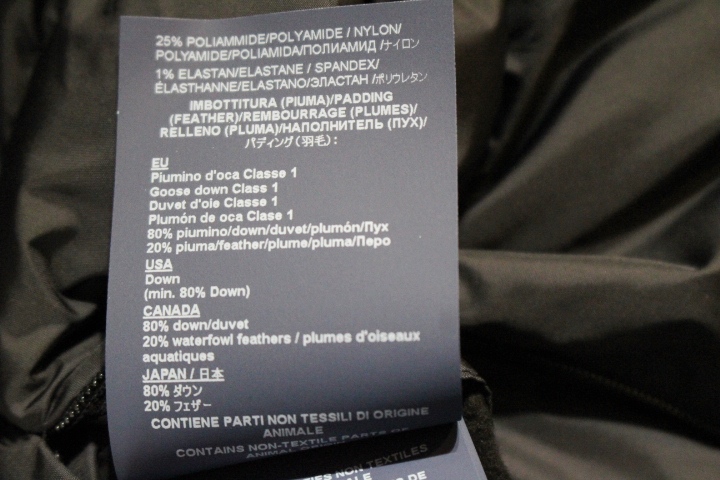 25% POLIAMMIDE/POLYAMIDE / NYLON/
POLYAMIDE/POLIAMIDA/ПОЛИАМИД /ナイロン
1% ELASTAN/ELASTANE / SPANDEX/
ÉLASTHANNE/ELASTANO/ЭЛАСТАН /ポリウレタン
IMBOTTITURA (PIUMA)/PADDING
(FEATHER)/REMBOURRAGE (PLUMES)/
RELLENO (PLUMA)/НАПОЛНИТЕЛЬ (ПУХ)/
パディング (羽毛) :
EU
Piumino d'oca Classe 1
Goose down Class 1
Duvet d'oie Classe 1
Plumón de oca Clase 1
80% piumino/down/duvet/plumón/Пух
20% piuma/feather/plume/pluma/Перо
USA
Down
(min. 80% Down)
CANADA
80% down/duvet
20% waterfowl feathers / plumes d'oiseaux
aquatiques
JAPAN / 日本
80% ダウン
20% フェザー
CONTIENE PARTI NON TESSILI DI ORIGINE
ANIMALE
CONTAINS NON-TEXTILE PARTS OF
NON TEXTILES
DE